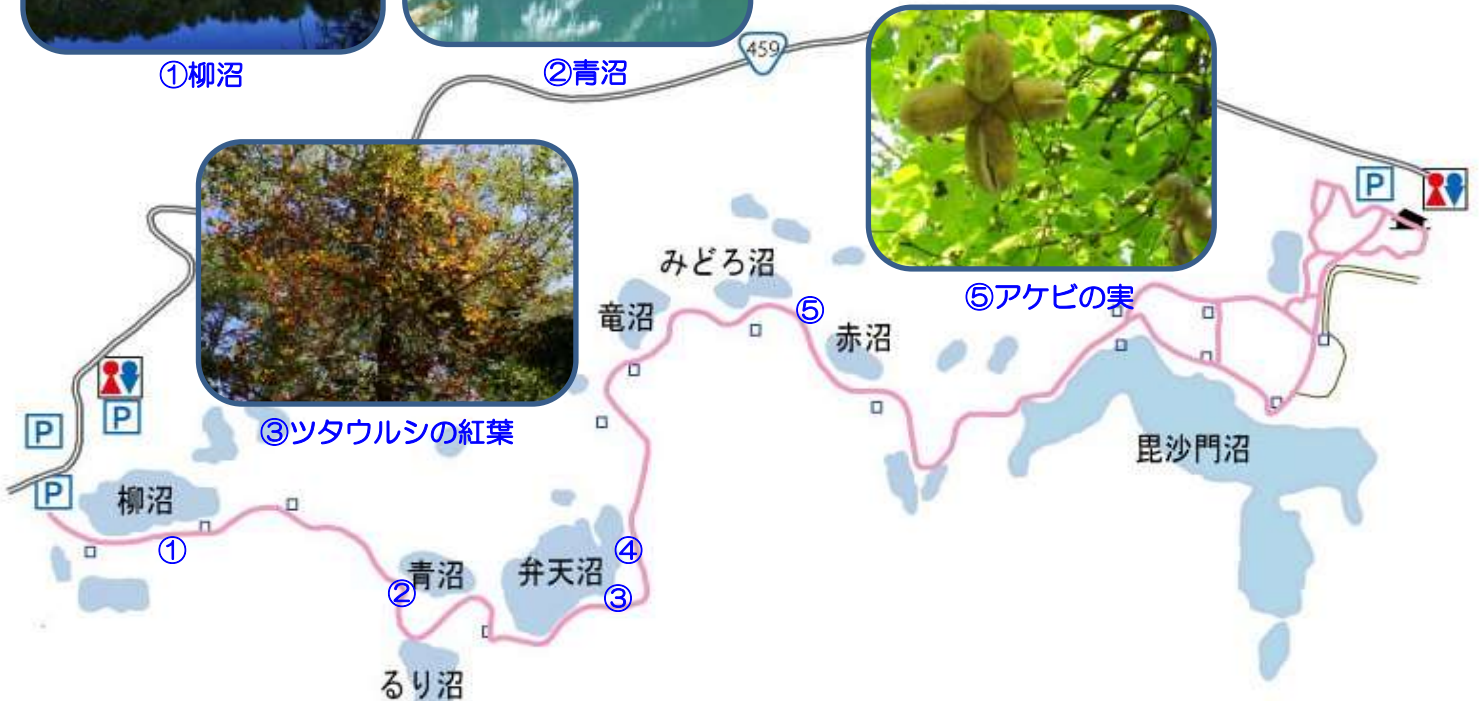 ①柳沼
②青沼
459
P
みどろ沼
⑤アケビの実
竜沼
⑤
赤沼
P
P
③ツタウルシの紅葉
毘沙門沼
P
柳沼
①
青沼
②
弁天沼
④
③
るり沼